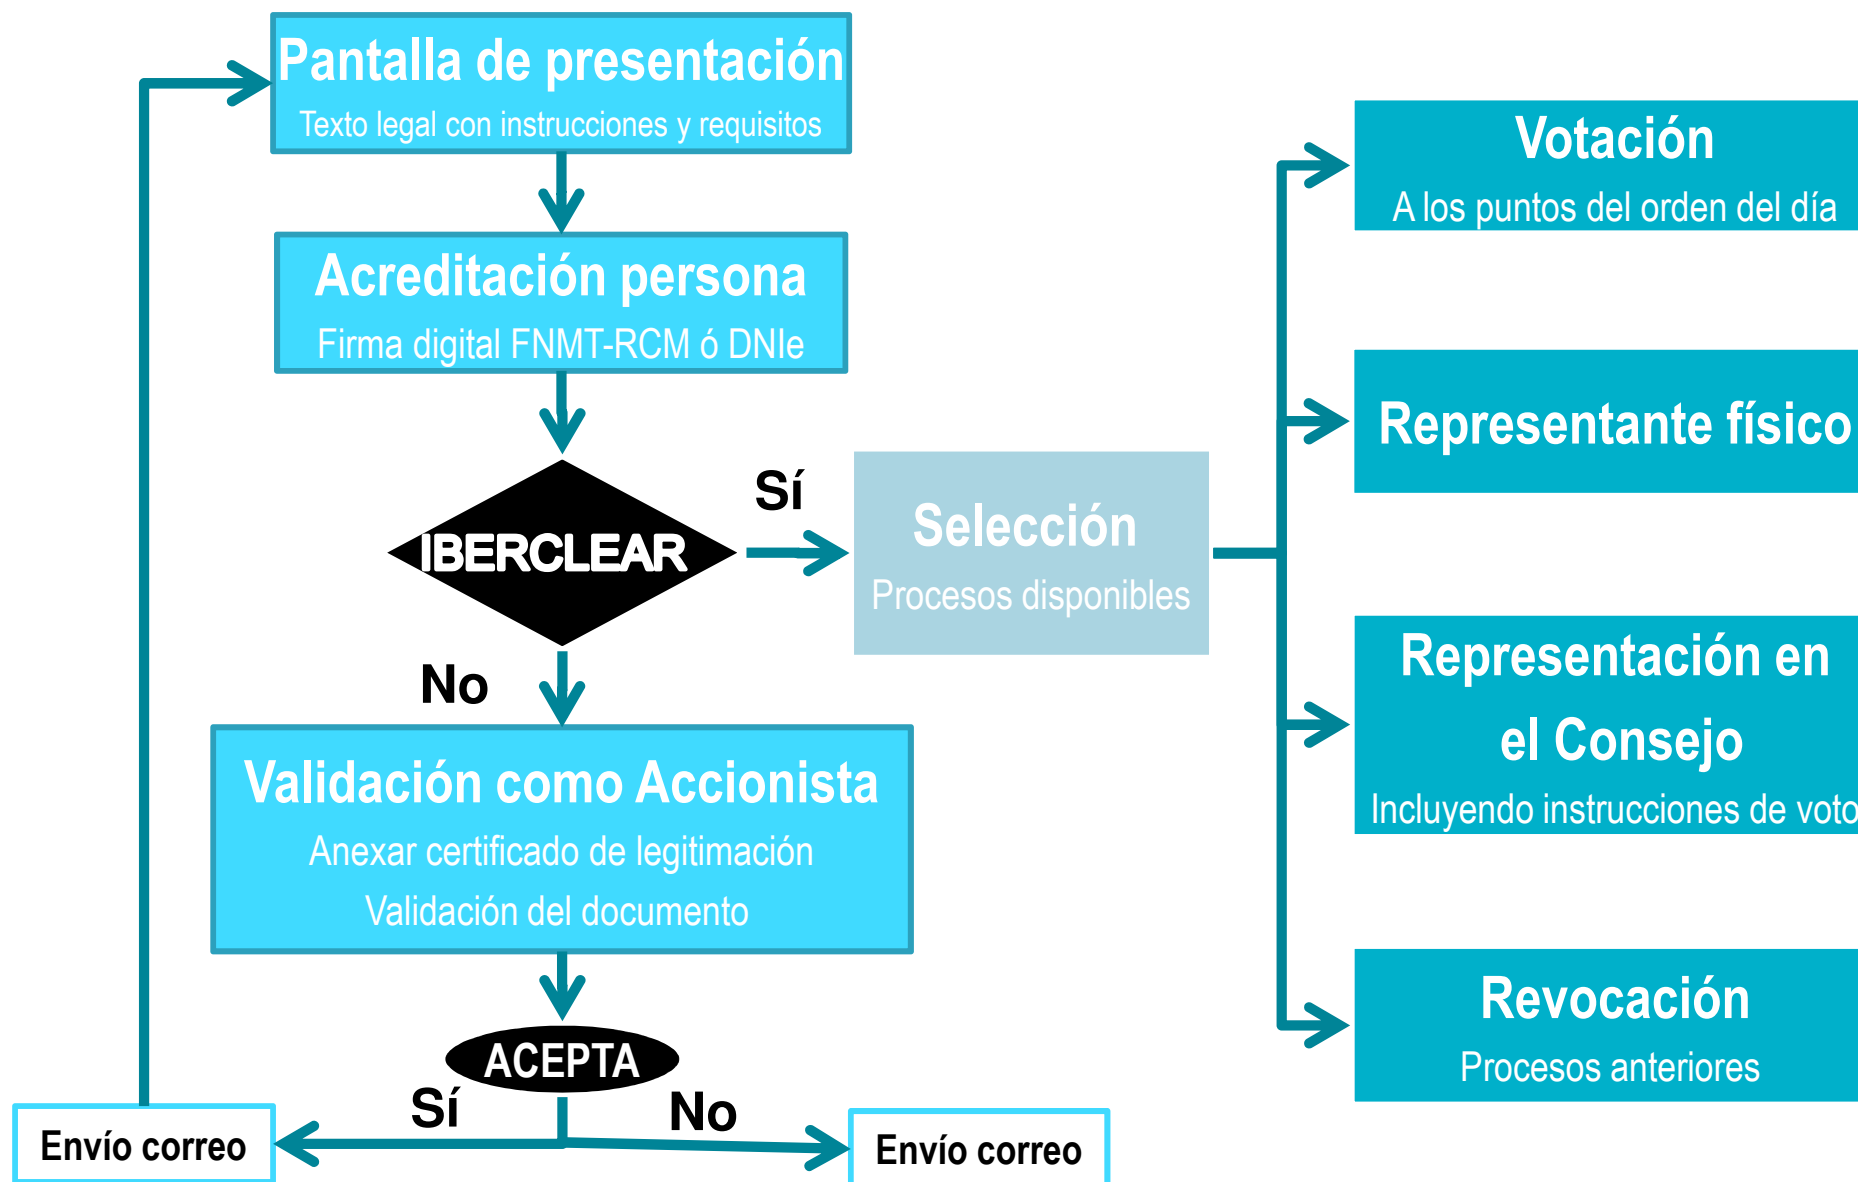 Pantalla de presentación
Texto legal con instrucciones y requisitos
Acreditación persona
Firma digital FNMT-RCM ó DNIe
IBERCLEAR
Sí
No
Selección
Procesos disponibles
Validación como Accionista
Anexar certificado de legitimación
Validación del documento
ACEPTA
Sí
No
Envío correo
Envío correo
Votación
A los puntos del orden del día
Representante físico
Representación en
el Consejo
Incluyendo instrucciones de voto
Revocación
Procesos anteriores